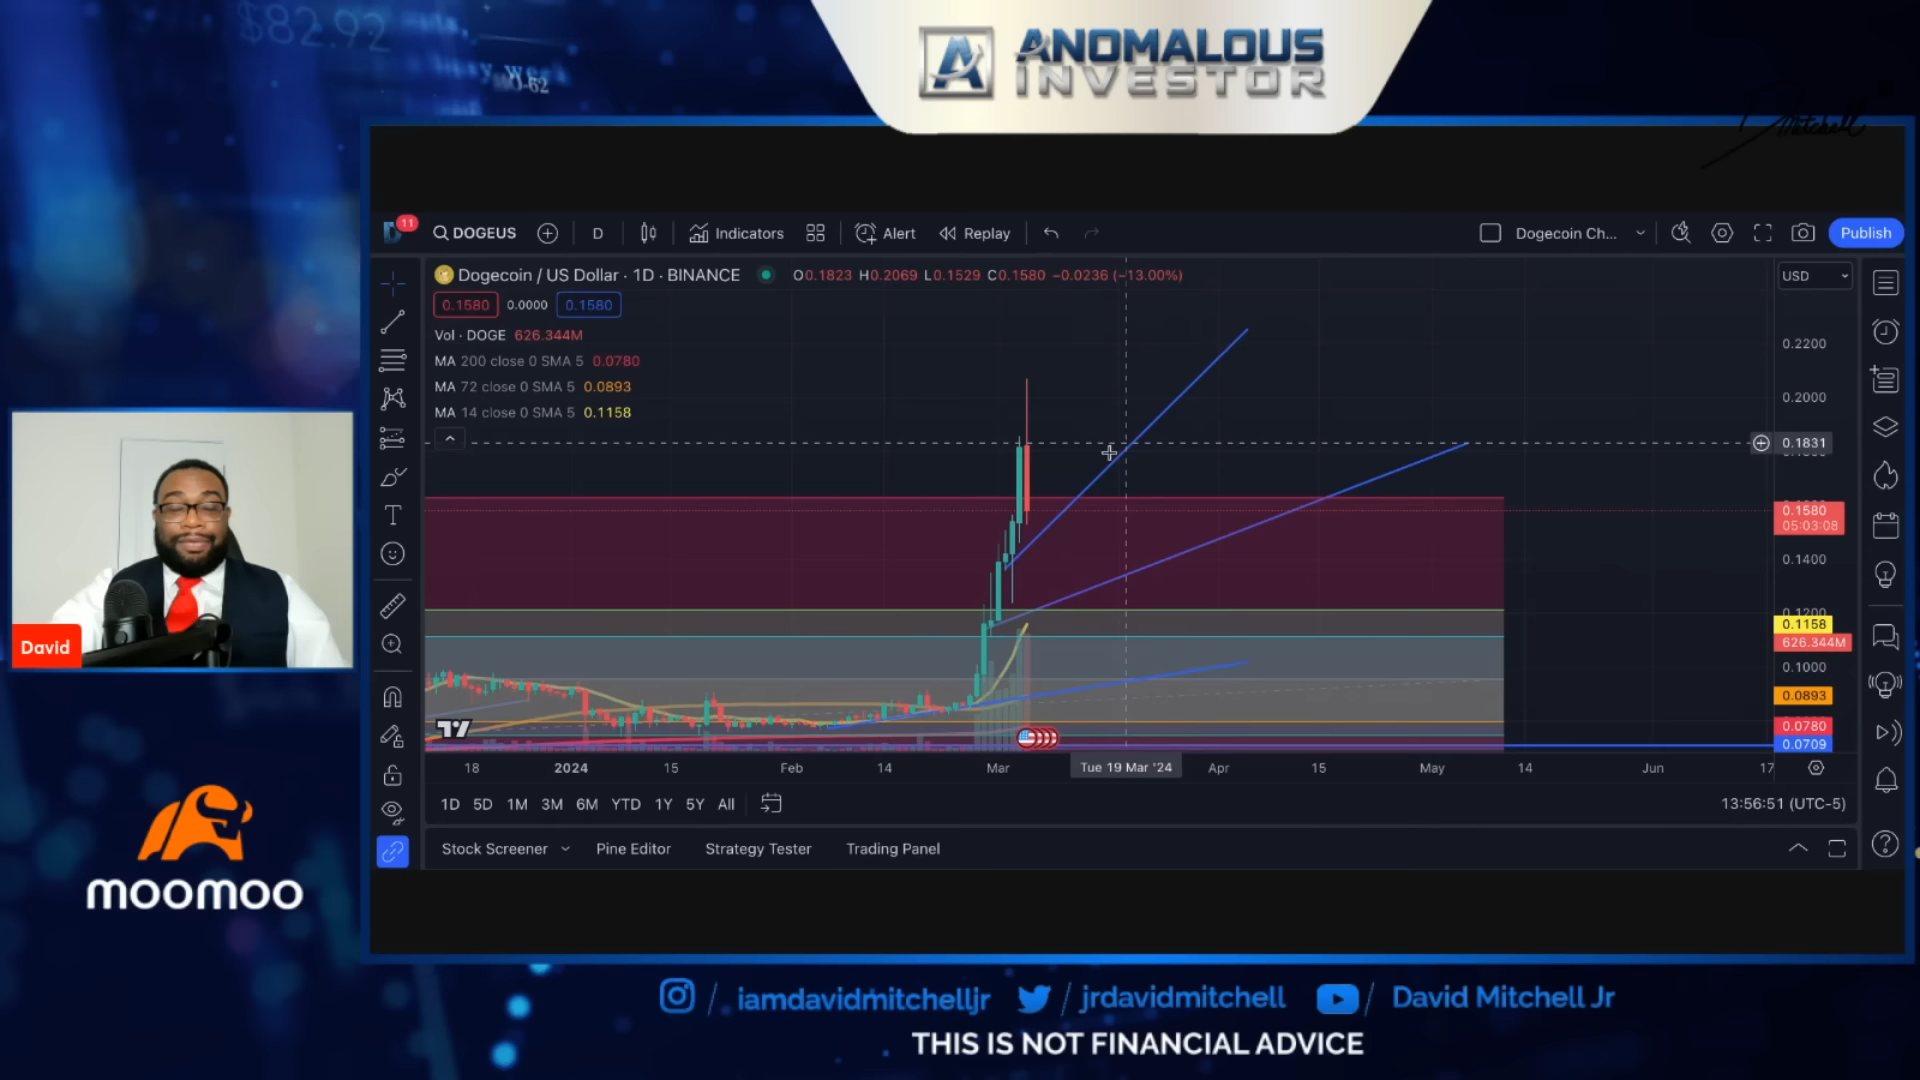 $82.92
ANOMALOUS
INVESTOR
Mitchell
11
DOGEUS
D
Indicators
Alert
Replay
Dogecoin Ch...
Publish
Dogecoin / US Dollar · 1D · BINANCE
O0.1823 H0.2069 L0.1529 C0.1580 −0.0236 (−13.00%)
USD
0.1580 0.0000 0.1580
Vol · DOGE 626.344M
MA 200 close 0 SMA 5 0.0780
MA 72 close 0 SMA 5 0.0893
MA 14 close 0 SMA 5 0.1158
0.2200
0.2000
0.1831
0.1580
05:03:08
0.1400
0.1200
0.1158
626.344M
0.1000
0.0893
0.0780
0.0709
18 2024 15 Feb 14 Mar Tue 19 Mar '24 Apr 15 May 14 Jun 17
1D 5D 1M 3M 6M YTD 1Y 5Y All
13:56:51 (UTC-5)
Stock Screener Pine Editor Strategy Tester Trading Panel
David
moomoo
/ iamdavidmitchelljr / jrdavidmitchell / David Mitchell Jr
THIS IS NOT FINANCIAL ADVICE